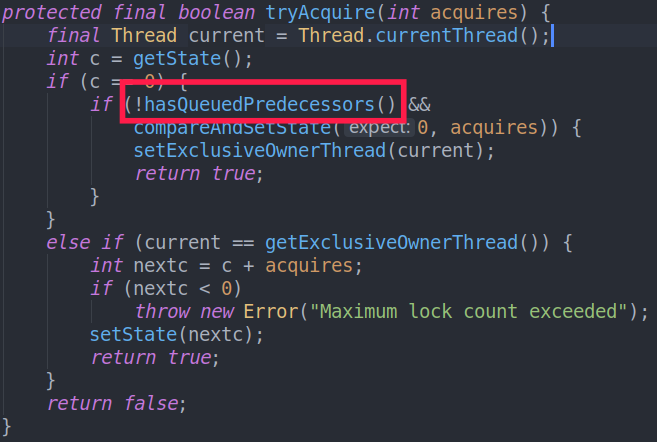 protected final boolean tryAcquire(int acquires) {
    final Thread current = Thread.currentThread();
    int c = getState();
    if (c == 0) {
        if (!hasQueuedPredecessors() &&
            compareAndSetState( expect: 0, acquires)) {
            setExclusiveOwnerThread(current);
            return true;
        }
    }
    else if (current == getExclusiveOwnerThread()) {
        int nextc = c + acquires;
        if (nextc < 0)
            throw new Error("Maximum lock count exceeded");
        setState(nextc);
        return true;
    }
    return false;
}